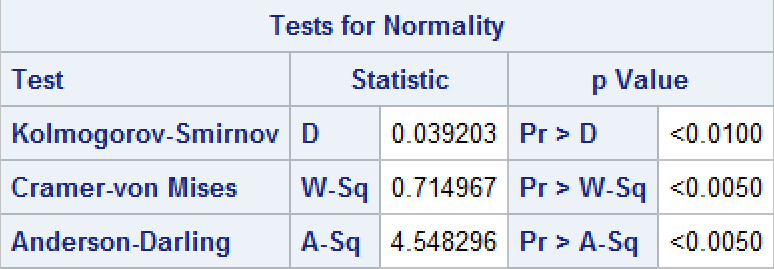 Tests for Normality
Test Statistic p Value
Kolmogorov-Smirnov D 0.039203 Pr > D <0.0100
Cramer-von Mises W-Sq 0.714967 Pr > W-Sq <0.0050
Anderson-Darling A-Sq 4.548296 Pr > A-Sq <0.0050